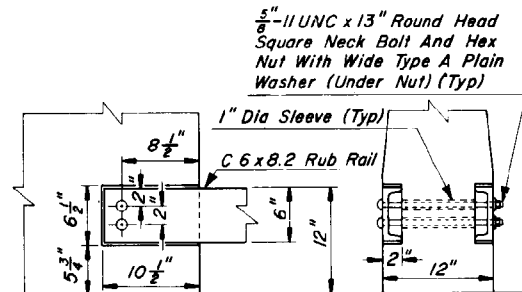 5/8"-11 UNC x 13" Round Head
Square Neck Bolt And Hex
Nut With Wide Type A Plain
Washer (Under Nut) (Typ)
1" Dia Sleeve (Typ)
8 1/2"
C 6 x 8.2 Rub Rail
2"
2"
6 1/2"
6"
12"
5 3/4"
10 1/2"
2"
12"